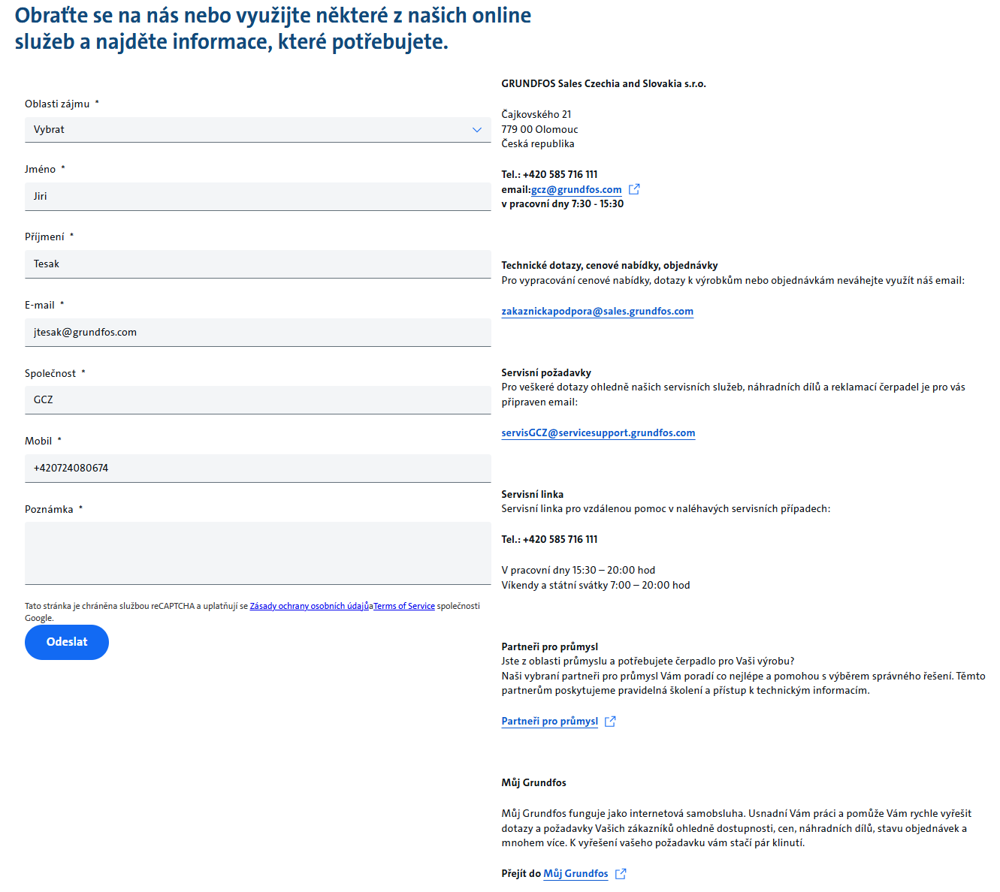 Obraťte se na nás nebo využijte některé z našich online
služeb a najděte informace, které potřebujete.
Oblasti zájmu *
Vybrat
Jméno *
Jiri
Příjmení *
Tesak
E-mail *
jtesak@grundfos.com
Společnost *
GCZ
Mobil *
+420724080674
Poznámka *
Tato stránka je chráněna službou reCAPTCHA a uplatňují se Zásady ochrany osobních údajůaTerms of Service společnosti
Google.
Odeslat
GRUNDFOS Sales Czechia and Slovakia s.r.o.
Čajkovského 21
779 00 Olomouc
Česká republika
Tel.: +420 585 716 111
email:gcz@grundfos.com
v pracovní dny 7:30 - 15:30
Technické dotazy, cenové nabídky, objednávky
Pro vypracování cenové nabídky, dotazy k výrobkům nebo objednávkám neváhejte využít náš email:
zakaznickapodpora@sales.grundfos.com
Servisní požadavky
Pro veškeré dotazy ohledně našich servisních služeb, náhradních dílů a reklamací čerpadel je pro vás
připraven email:
servisGCZ@servicesupport.grundfos.com
Servisní linka
Servisní linka pro vzdálenou pomoc v naléhavých servisních případech:
Tel.: +420 585 716 111
V pracovní dny 15:30 – 20:00 hod
Víkendy a státní svátky 7:00 – 20:00 hod
Partneři pro průmysl
Jste z oblasti průmyslu a potřebujete čerpadlo pro Vaši výrobu?
Naši vybraní partneři pro průmysl Vám poradí co nejlépe a pomohou s výběrem správného řešení. Těmto
partnerům poskytujeme pravidelná školení a přístup k technickým informacím.
Partneři pro průmysl
Můj Grundfos
Můj Grundfos funguje jako internetová samobsluha. Usnadní Vám práci a pomůže Vám rychle vyřešit
dotazy a požadavky Vašich zákazníků ohledně dostupnosti, cen, náhradních dílů, stavu objednávek a
mnohem více. K vyřešení vašeho požadavku vám stačí pár klinutí.
Přejít do Můj Grundfos